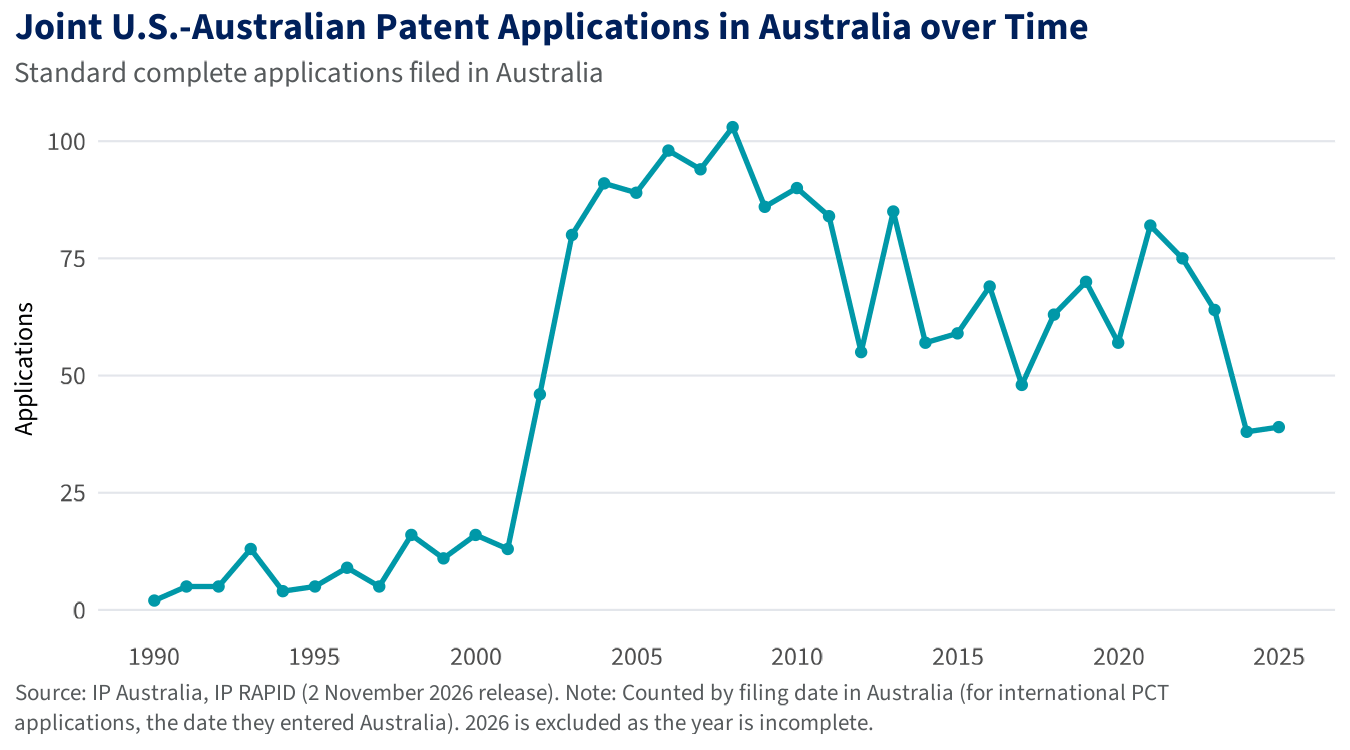 Joint U.S.-Australian Patent Applications in Australia over Time
Standard complete applications filed in Australia
Applications
100
75
50
25
0
1990 1995 2000 2005 2010 2015 2020 2025
Source: IP Australia, IP RAPID (2 November 2026 release). Note: Counted by filing date in Australia (for international PCT
applications, the date they entered Australia). 2026 is excluded as the year is incomplete.